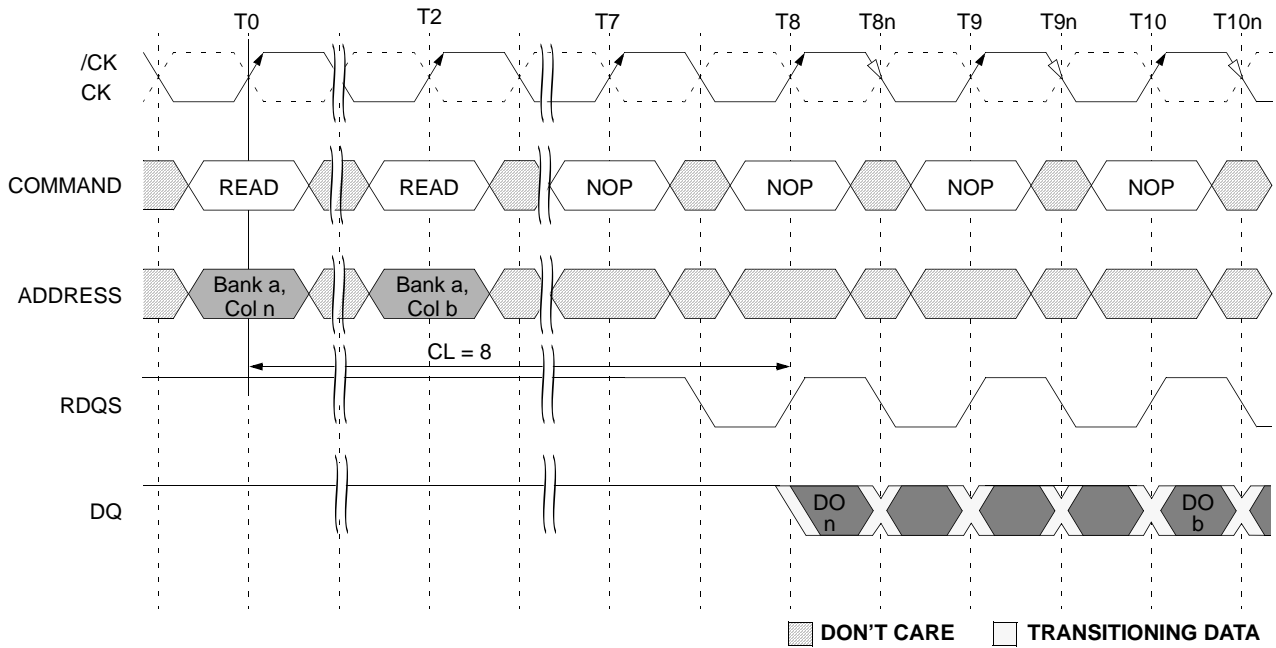 T0 T2 T7 T8 T8n T9 T9n T10 T10n
/CK
CK
COMMAND READ READ NOP NOP NOP NOP
ADDRESS
Bank a,
Col n
Bank a,
Col b
CL = 8
RDQS
DQ
DO
n
DO
b
DON'T CARE TRANSITIONING DATA